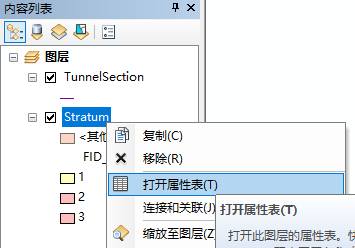 内容列表
图层
TunnelSection
Stratum
<其他
FID_
1
2
3
复制(C)
移除(R)
打开属性表(T)
连接和关联(J)
缩放至图层(Z)
打开属性表(T)
打开此图层的属性表。快